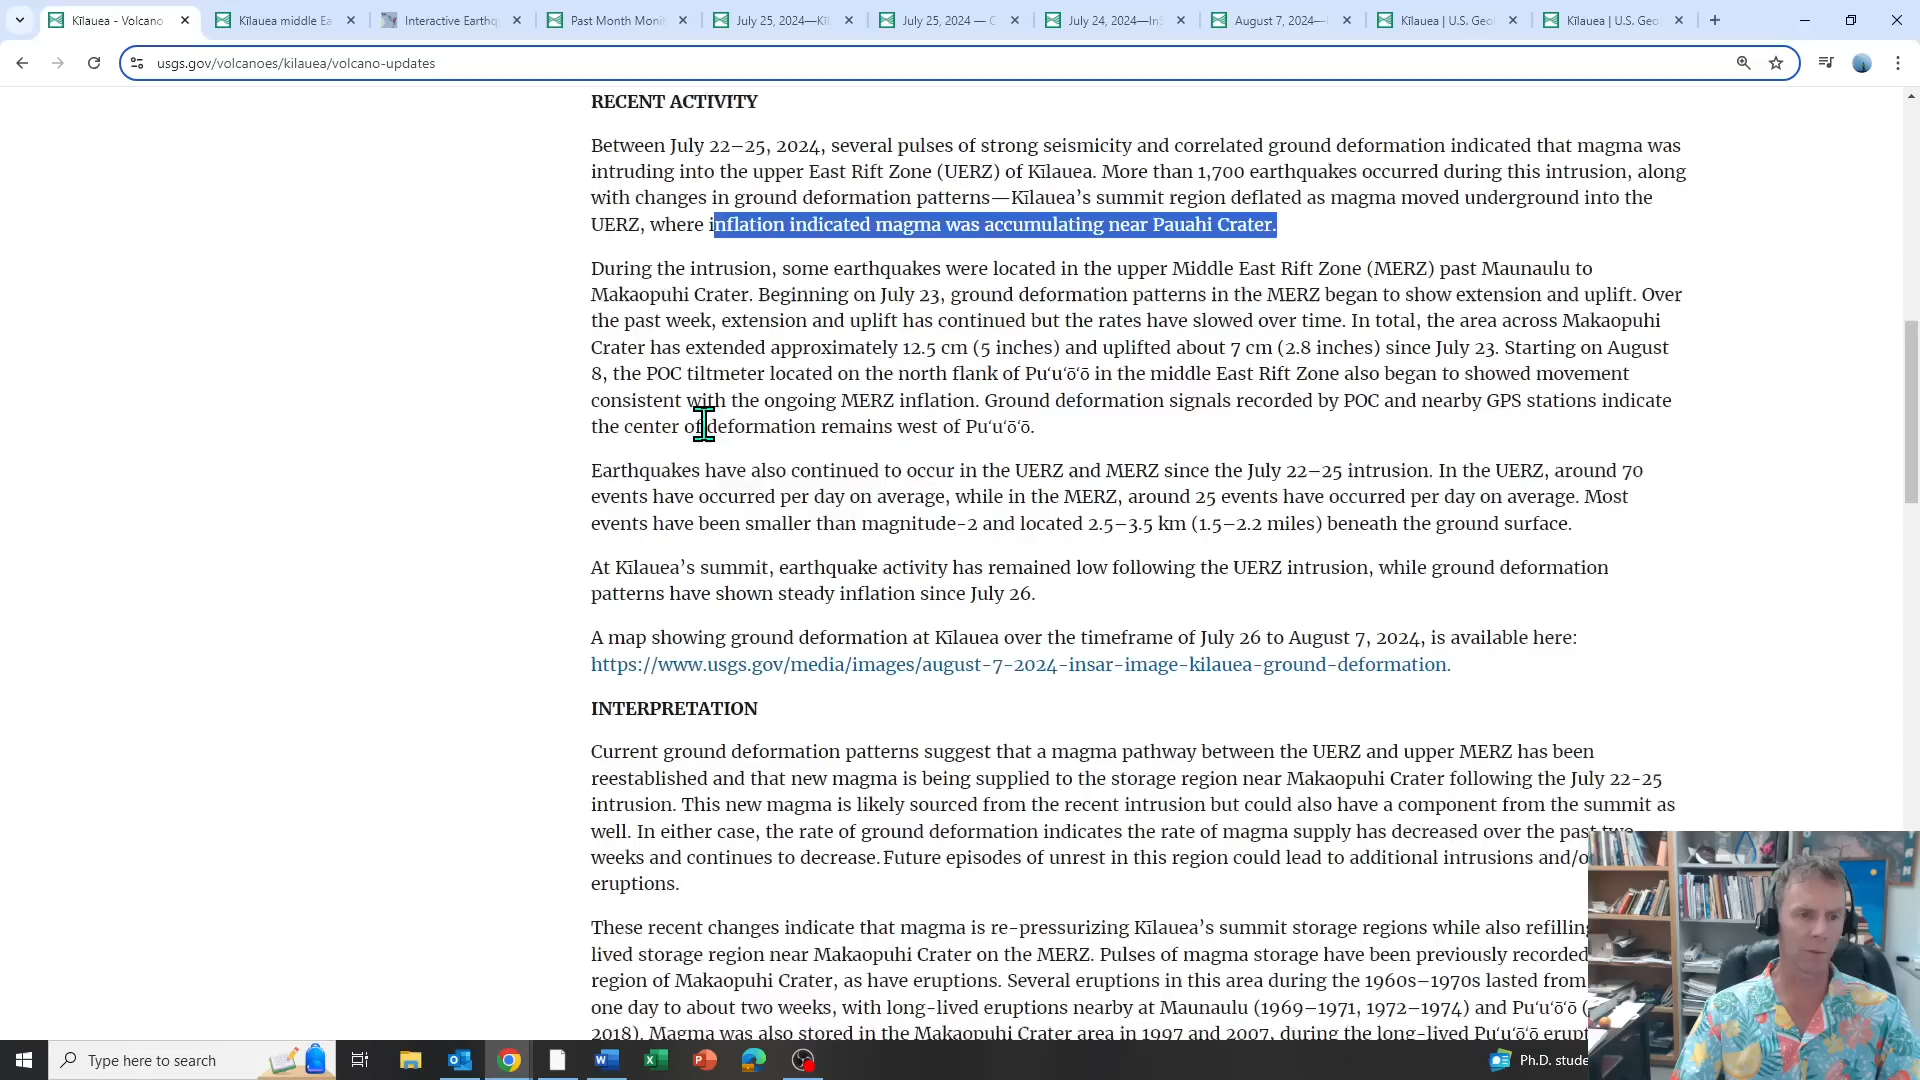 Kīlauea - Volcano
Kīlauea middle Ea
Interactive Earthq
Past Month Monit
July 25, 2024—Kī
July 25, 2024 — C
July 24, 2024—InS
August 7, 2024—
Kīlauea | U.S. Geo
Kīlauea | U.S. Geo
usgs.gov/volcanoes/kilauea/volcano-updates
RECENT ACTIVITY
Between July 22–25, 2024, several pulses of strong seismicity and correlated ground deformation indicated that magma was
intruding into the upper East Rift Zone (UERZ) of Kīlauea. More than 1,700 earthquakes occurred during this intrusion, along
with changes in ground deformation patterns—Kīlauea’s summit region deflated as magma moved underground into the
UERZ, where inflation indicated magma was accumulating near Pauahi Crater.
During the intrusion, some earthquakes were located in the upper Middle East Rift Zone (MERZ) past Maunaulu to
Makaopuhi Crater. Beginning on July 23, ground deformation patterns in the MERZ began to show extension and uplift. Over
the past week, extension and uplift has continued but the rates have slowed over time. In total, the area across Makaopuhi
Crater has extended approximately 12.5 cm (5 inches) and uplifted about 7 cm (2.8 inches) since July 23. Starting on August
8, the POC tiltmeter located on the north flank of Puʻuʻōʻō in the middle East Rift Zone also began to showed movement
consistent with the ongoing MERZ inflation. Ground deformation signals recorded by POC and nearby GPS stations indicate
the center of deformation remains west of Puʻuʻōʻō.
Earthquakes have also continued to occur in the UERZ and MERZ since the July 22–25 intrusion. In the UERZ, around 70
events have occurred per day on average, while in the MERZ, around 25 events have occurred per day on average. Most
events have been smaller than magnitude-2 and located 2.5–3.5 km (1.5–2.2 miles) beneath the ground surface.
At Kīlauea’s summit, earthquake activity has remained low following the UERZ intrusion, while ground deformation
patterns have shown steady inflation since July 26.
A map showing ground deformation at Kīlauea over the timeframe of July 26 to August 7, 2024, is available here:
https://www.usgs.gov/media/images/august-7-2024-insar-image-kilauea-ground-deformation.
INTERPRETATION
Current ground deformation patterns suggest that a magma pathway between the UERZ and upper MERZ has been
reestablished and that new magma is being supplied to the storage region near Makaopuhi Crater following the July 22-25
intrusion. This new magma is likely sourced from the recent intrusion but could also have a component from the summit as
well. In either case, the rate of ground deformation indicates the rate of magma supply has decreased over the past two
weeks and continues to decrease. Future episodes of unrest in this region could lead to additional intrusions and/o
eruptions.
These recent changes indicate that magma is re-pressurizing Kīlauea’s summit storage regions while also refilling
lived storage region near Makaopuhi Crater on the MERZ. Pulses of magma storage have been previously recorded
region of Makaopuhi Crater, as have eruptions. Several eruptions in this area during the 1960s–1970s lasted from
one day to about two weeks, with long-lived eruptions nearby at Maunaulu (1969–1971, 1972–1974) and Puʻuʻōʻō (
2018). Magma was also stored in the Makaopuhi Crater area in 1997 and 2007, during the long-lived Puʻuʻōʻō erupt
Type here to search
Ph.D. stude